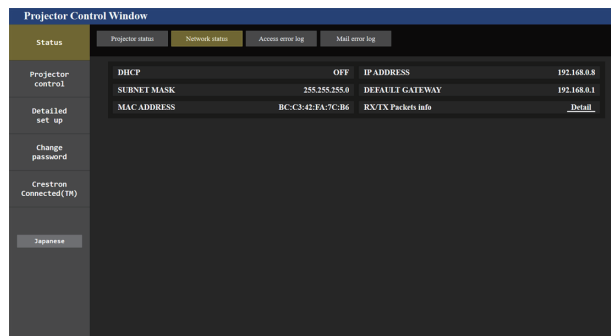 Projector Control Window
Status
Projector status
Network status
Access error log
Mail error log
Projector
control
Detailed
set up
Change
password
Crestron
Connected(TM)
Japanese
DHCP OFF IP ADDRESS 192.168.0.8
SUBNET MASK 255.255.255.0 DEFAULT GATEWAY 192.168.0.1
MAC ADDRESS BC:C3:42:FA:7C:B6 RX/TX Packets info Detail